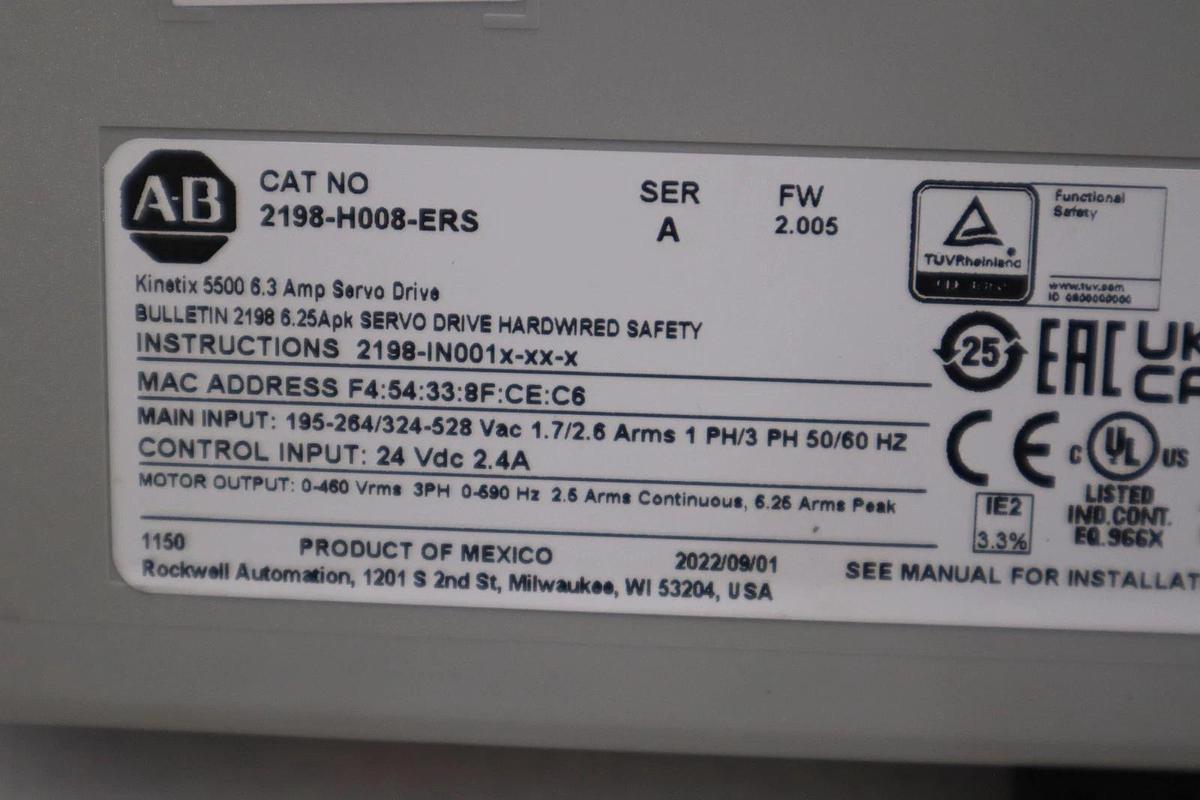 A-B
CAT NO
2198-H008-ERS
SER
A
FW
2.005
Kinetix 5500 6.3 Amp Servo Drive
BULLETIN 2198 6.25Apk SERVO DRIVE HARDWIRED SAFETY
INSTRUCTIONS 2198-IN001x-xx-x
MAC ADDRESS F4:54:33:8F:CE:C6
MAIN INPUT: 195-264/324-528 Vac 1.7/2.6 Arms 1 PH/3 PH 50/60 HZ
CONTROL INPUT: 24 Vdc 2.4A
MOTOR OUTPUT: 0-460 Vrms 3PH 0-590 Hz 2.5 Arms Continuous, 6.25 Arms Peak
1150
PRODUCT OF MEXICO
2022/09/01
Rockwell Automation, 1201 S 2nd St, Milwaukee, WI 53204, USA
TÜVRheinland
Functional
Safety
www.tuv.com
ID 0600000000
25
EAC
UK
CA
CE
C UL US
LISTED
IND.CONT.
EQ.966X
IE2
3.3%
SEE MANUAL FOR INSTALLAT